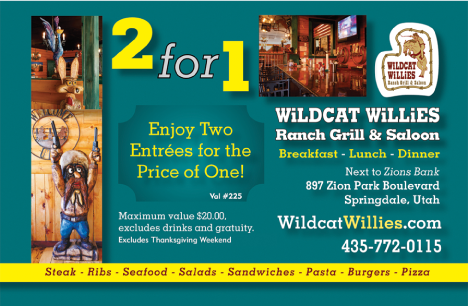 2 for 1
WILDCAT
WILLIES
Ranch Grill & Saloon
Enjoy Two
Entrées for the
Price of One!
Val #225
Maximum value $20.00,
excludes drinks and gratuity.
Excludes Thanksgiving Weekend
WiLDCAT WiLLiES
Ranch Grill & Saloon
Breakfast - Lunch - Dinner
Next to Zions Bank
897 Zion Park Boulevard
Springdale, Utah
WildcatWillies.com
435-772-0115
Steak - Ribs - Seafood - Salads - Sandwiches - Pasta - Burgers - Pizza